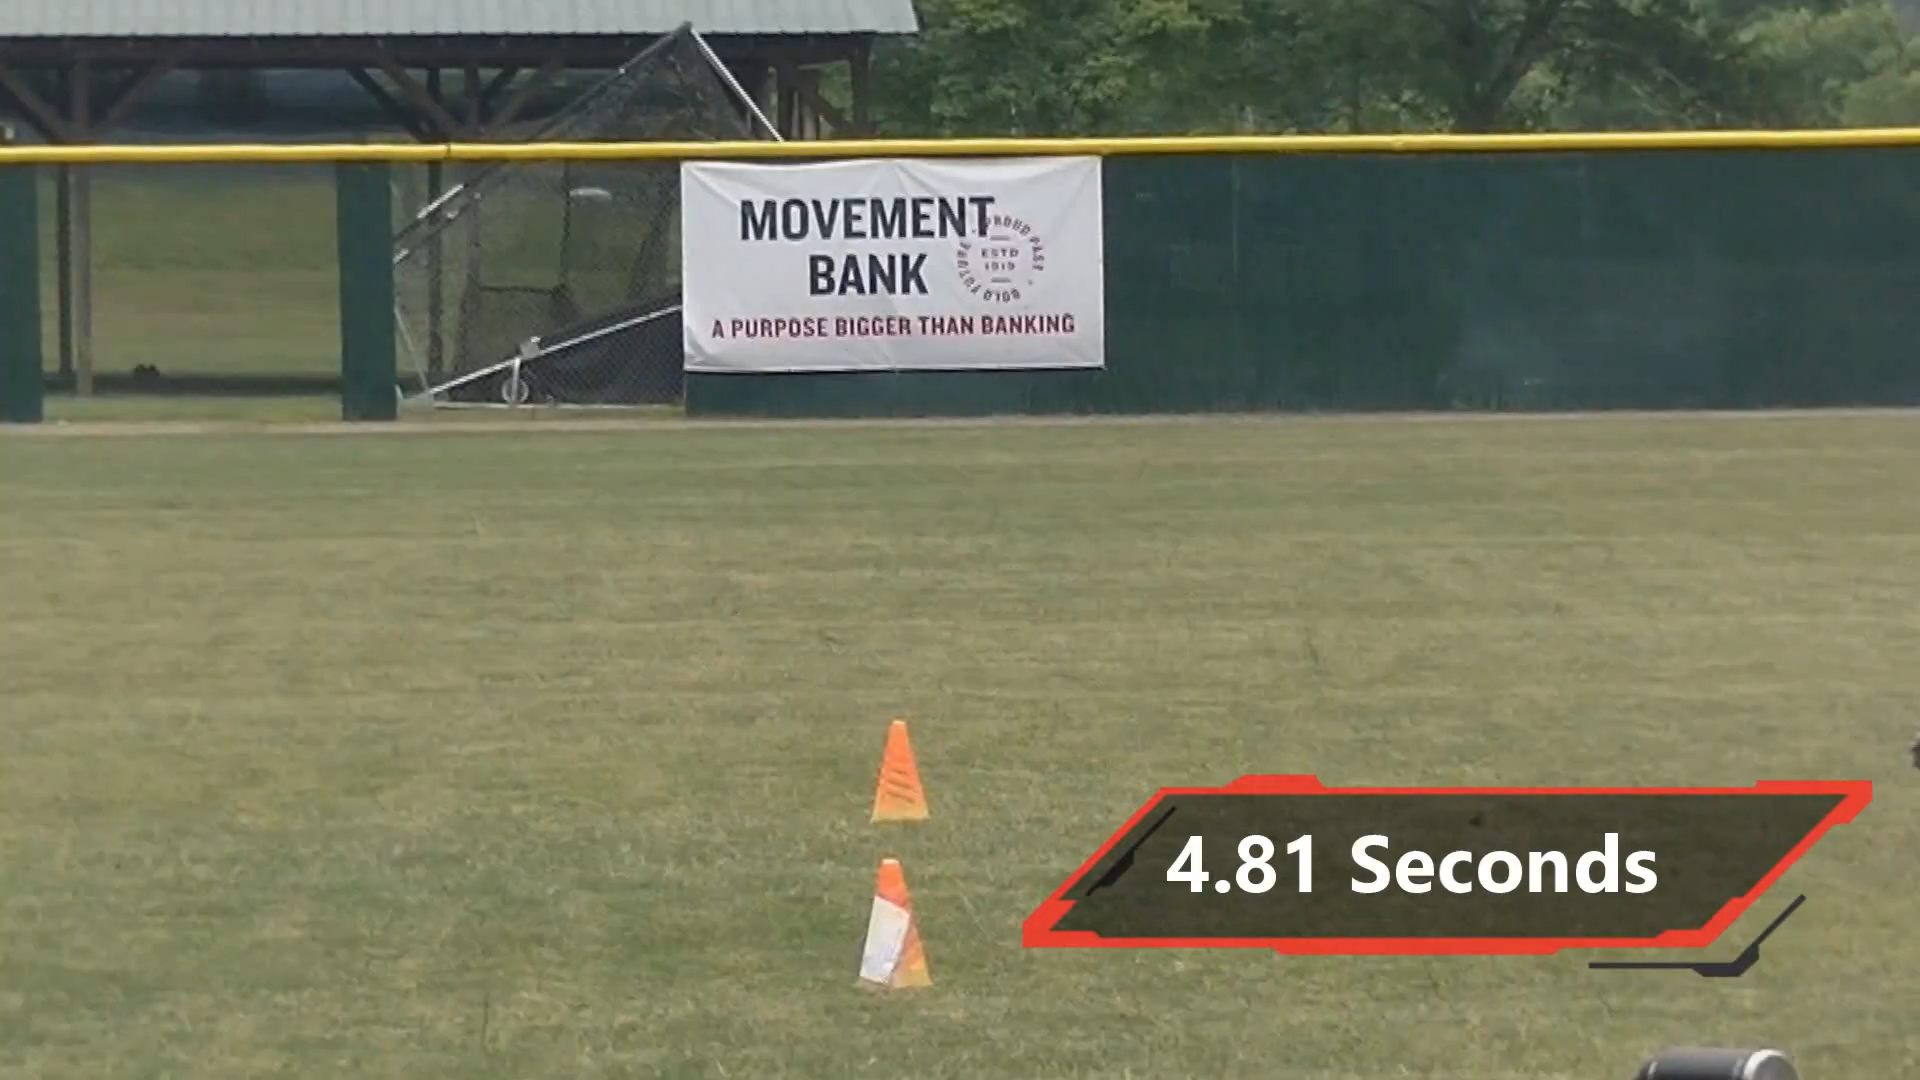 MOVEMENT
BANK
PROUD PAST
ESTD
1919
BOLD FUTURE
A PURPOSE BIGGER THAN BANKING
4.81 Seconds